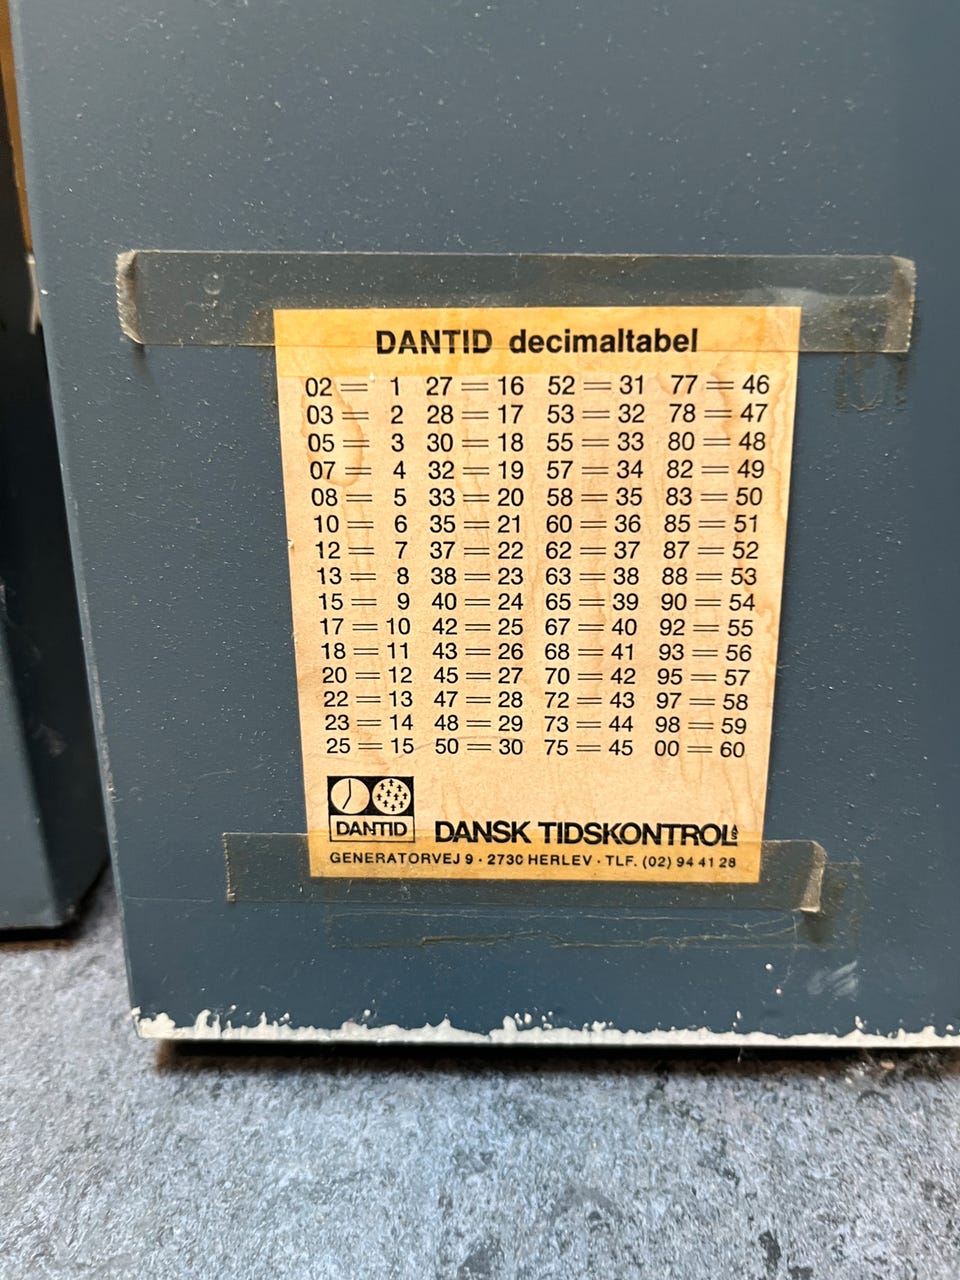 DANTID decimaltabel
02 = 1 27 = 16 52 = 31 77 = 46
03 = 2 28 = 17 53 = 32 78 = 47
05 = 3 30 = 18 55 = 33 80 = 48
07 = 4 32 = 19 57 = 34 82 = 49
08 = 5 33 = 20 58 = 35 83 = 50
10 = 6 35 = 21 60 = 36 85 = 51
12 = 7 37 = 22 62 = 37 87 = 52
13 = 8 38 = 23 63 = 38 88 = 53
15 = 9 40 = 24 65 = 39 90 = 54
17 = 10 42 = 25 67 = 40 92 = 55
18 = 11 43 = 26 68 = 41 93 = 56
20 = 12 45 = 27 70 = 42 95 = 57
22 = 13 47 = 28 72 = 43 97 = 58
23 = 14 48 = 29 73 = 44 98 = 59
25 = 15 50 = 30 75 = 45 00 = 60
DANTID DANSK TIDSKONTROL A/S
GENERATORVEJ 9 · 2730 HERLEV · TLF. (02) 94 41 28